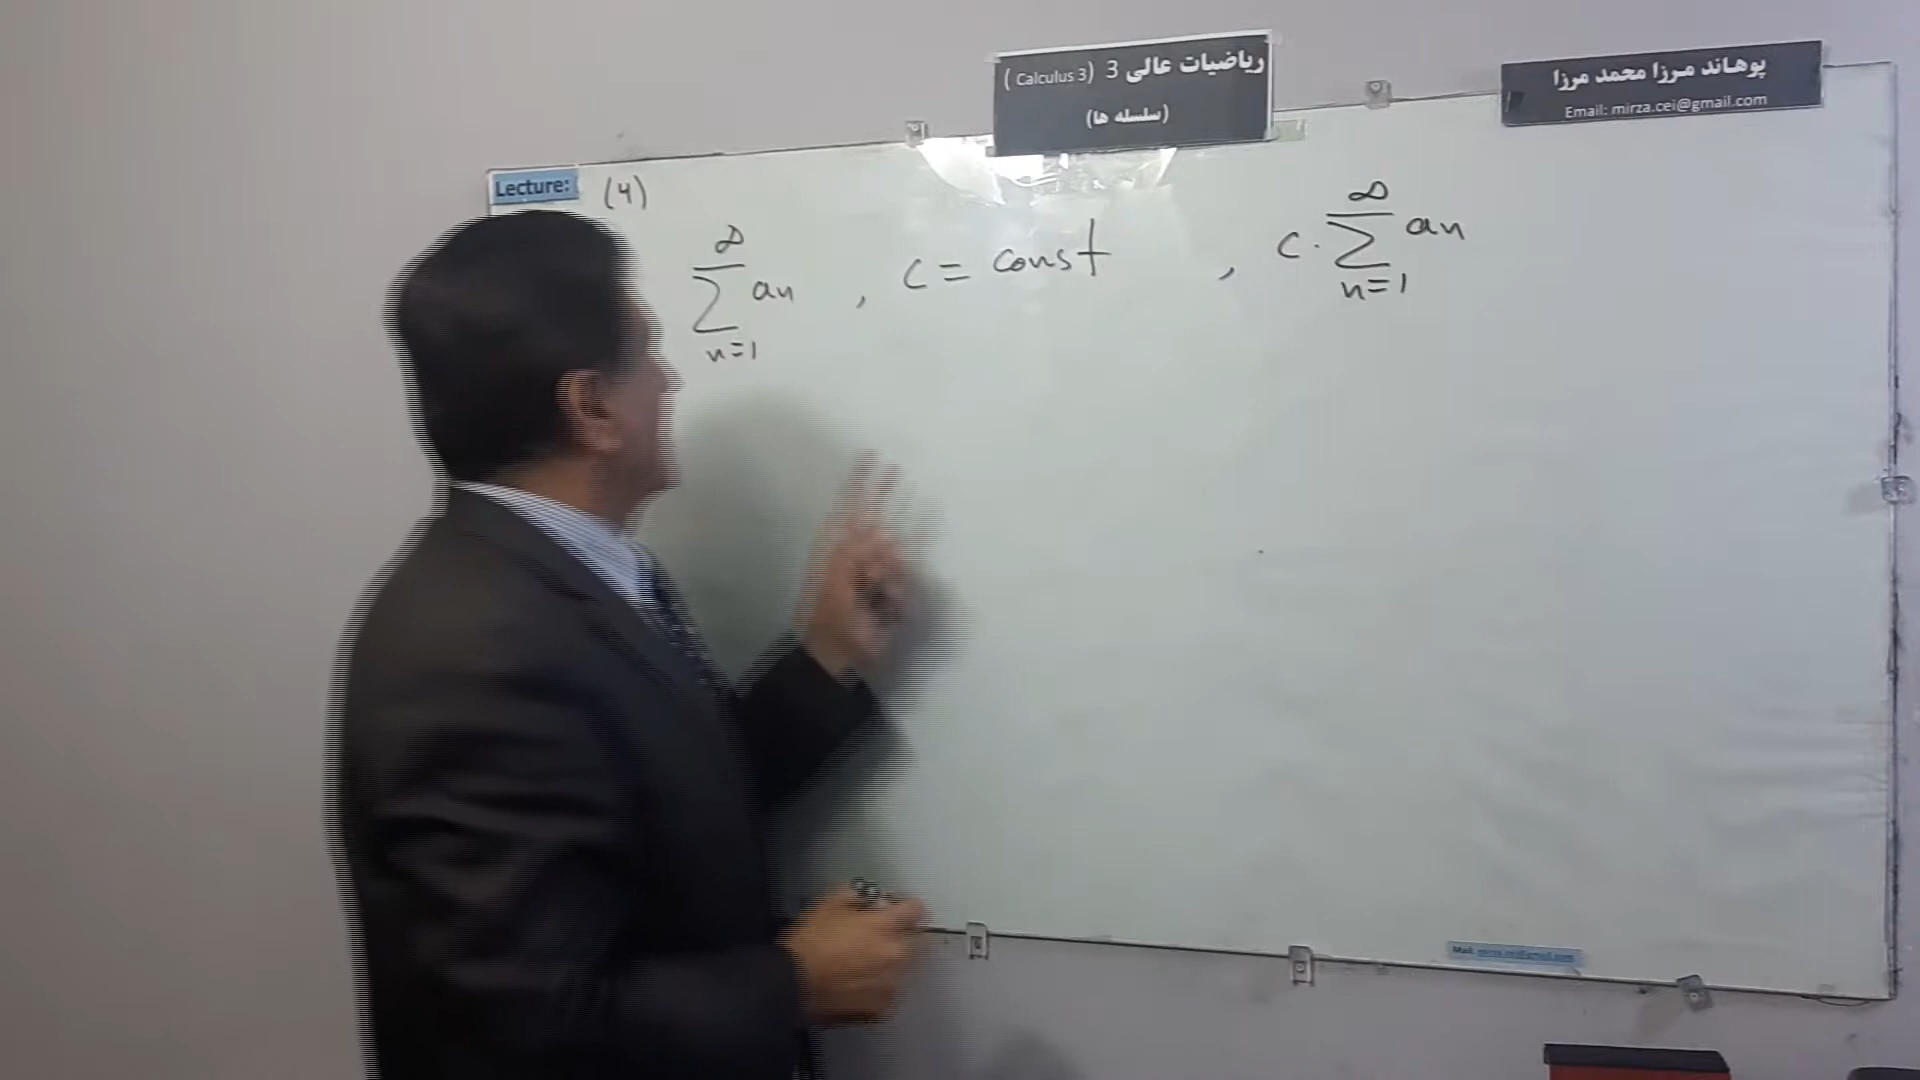 ریاضیات عالی 3 (Calculus 3)
(سلسله ها)
پوهاند مرزا محمد مرزا
Email: mirza.cei@gmail.com
Lecture: (4)
∞ ∑ n=1 an , c = const , c · ∞ ∑ n=1 an